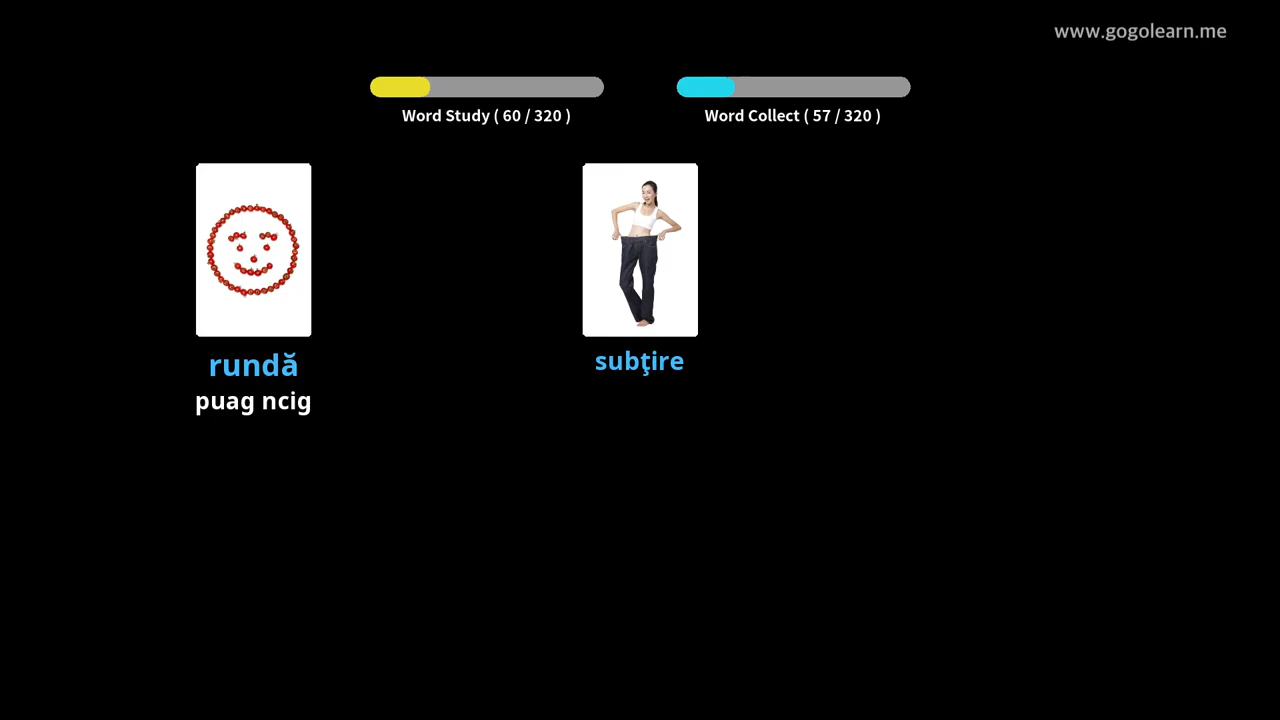 www.gogolearn.me
Word Study ( 60 / 320 )
Word Collect ( 57 / 320 )
rundă
puag ncig
subţire